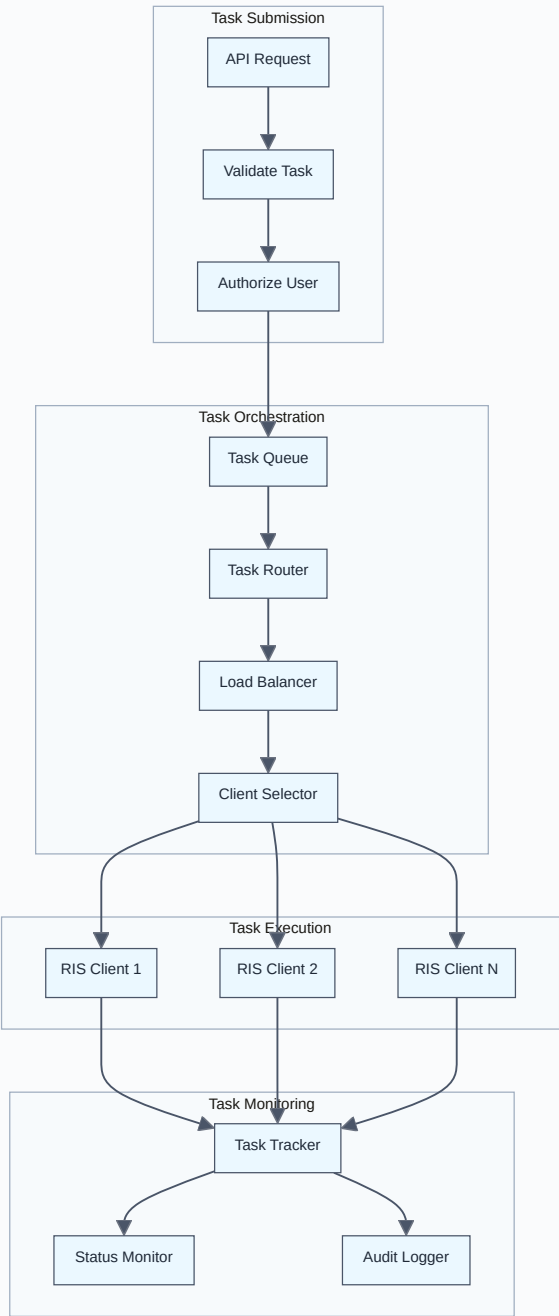 Task Submission
API Request
Validate Task
Authorize User
Task Orchestration
Task Queue
Task Router
Load Balancer
Client Selector
Task Execution
RIS Client 1
RIS Client 2
RIS Client N
Task Monitoring
Task Tracker
Status Monitor
Audit Logger